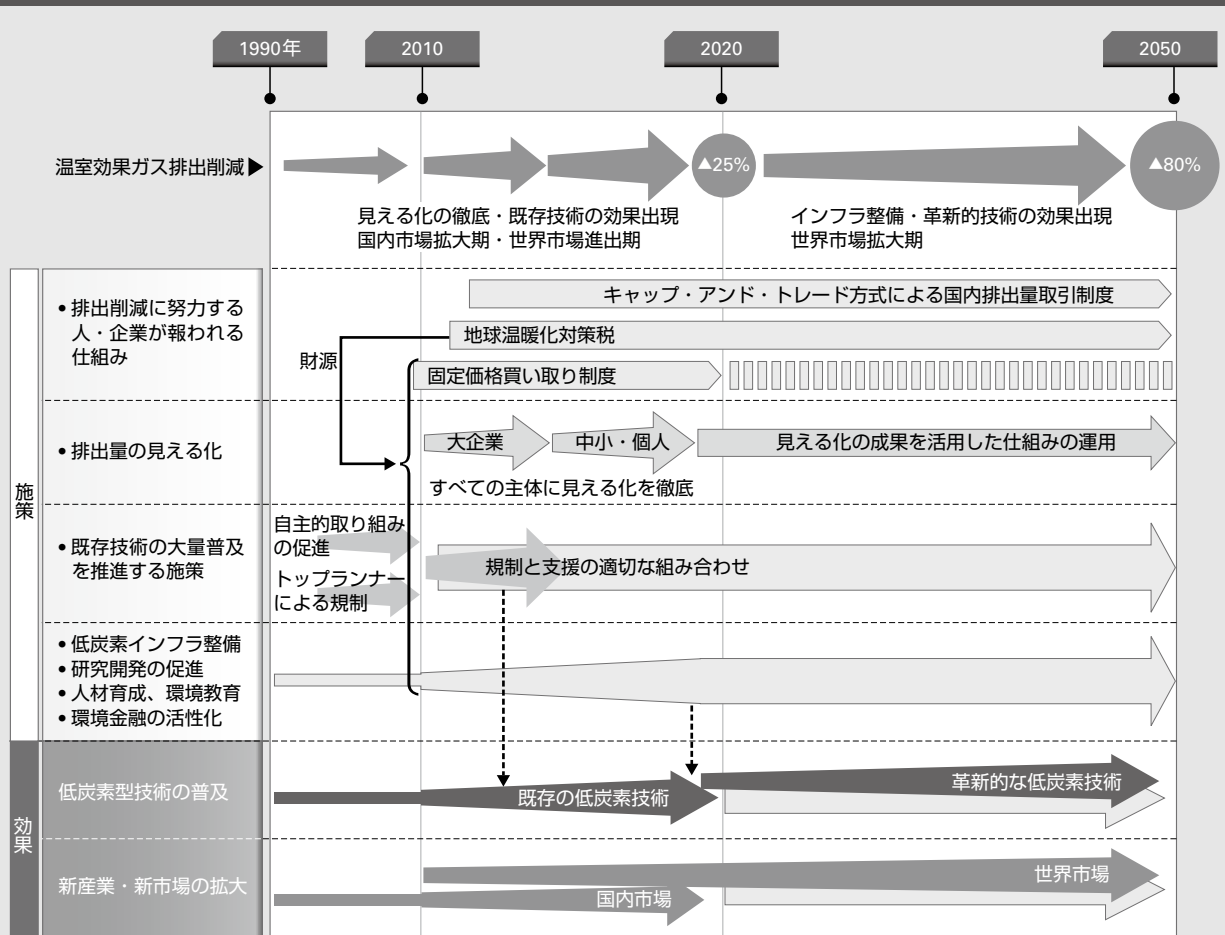 1990年
2010
2020
2050
温室効果ガス排出削減▶
▲25%
▲80%
見える化の徹底・既存技術の効果出現
国内市場拡大期・世界市場進出期
インフラ整備・革新的技術の効果出現
世界市場拡大期
施策
• 排出削減に努力する
人・企業が報われる
仕組み
キャップ・アンド・トレード方式による国内排出量取引制度
地球温暖化対策税
財源
固定価格買い取り制度
• 排出量の見える化
大企業
中小・個人
見える化の成果を活用した仕組みの運用
すべての主体に見える化を徹底
• 既存技術の大量普及
を推進する施策
自主的取り組み
の促進
トップランナー
による規制
規制と支援の適切な組み合わせ
• 低炭素インフラ整備
• 研究開発の促進
• 人材育成、環境教育
• 環境金融の活性化
効果
低炭素型技術の普及
既存の低炭素技術
革新的な低炭素技術
新産業・新市場の拡大
世界市場
国内市場